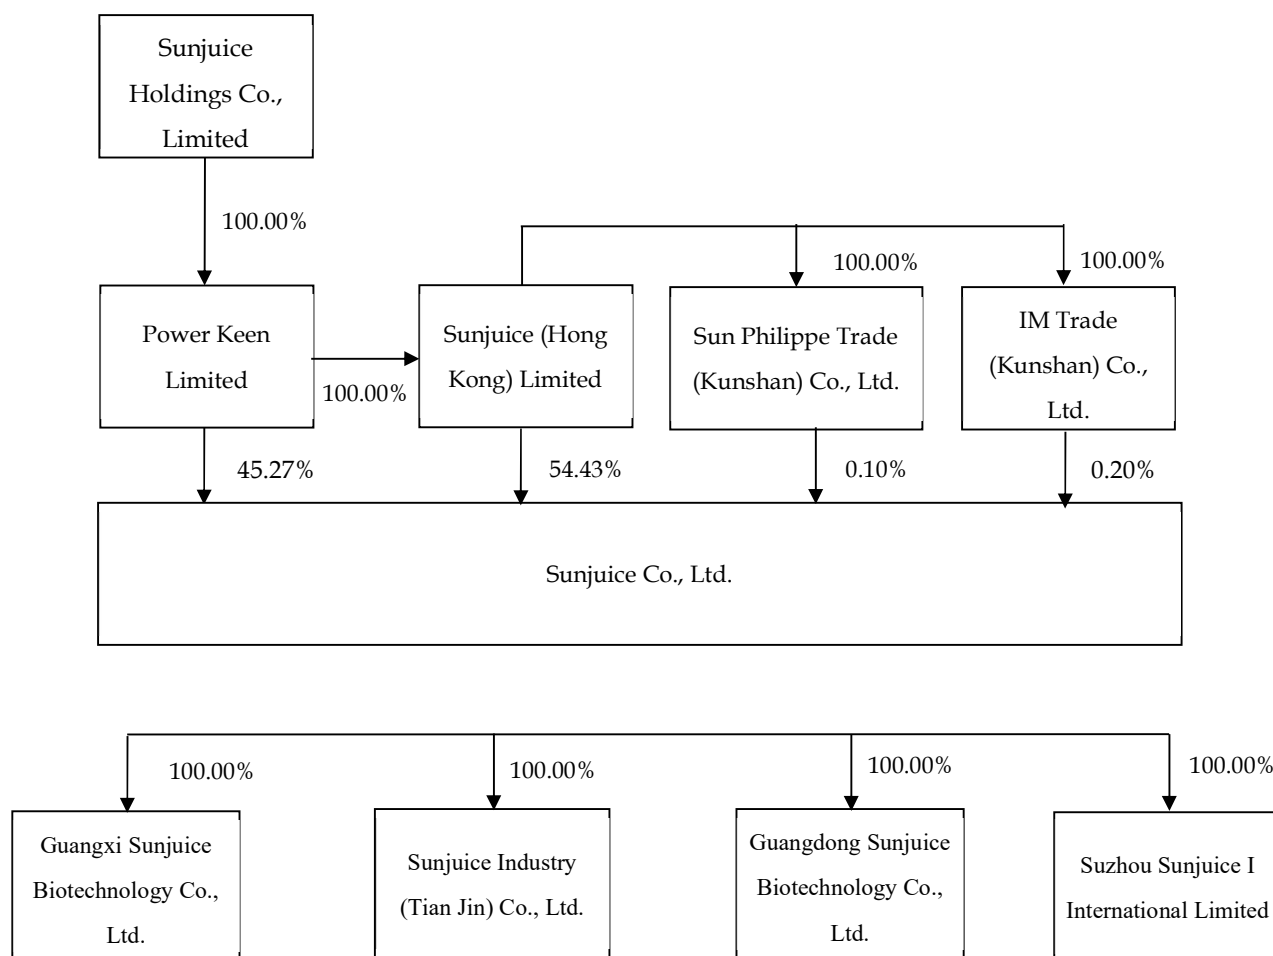 Sunjuice
Holdings Co.,
Limited
100.00%
100.00%
100.00%
Power Keen
Limited
100.00%
Sunjuice (Hong
Kong) Limited
Sun Philippe Trade
(Kunshan) Co., Ltd.
IM Trade
(Kunshan) Co.,
Ltd.
45.27%
54.43%
0.10%
0.20%
Sunjuice Co., Ltd.
100.00%
100.00%
100.00%
100.00%
Guangxi Sunjuice
Biotechnology Co.,
Ltd.
Sunjuice Industry
(Tian Jin) Co., Ltd.
Guangdong Sunjuice
Biotechnology Co.,
Ltd.
Suzhou Sunjuice I
International Limited